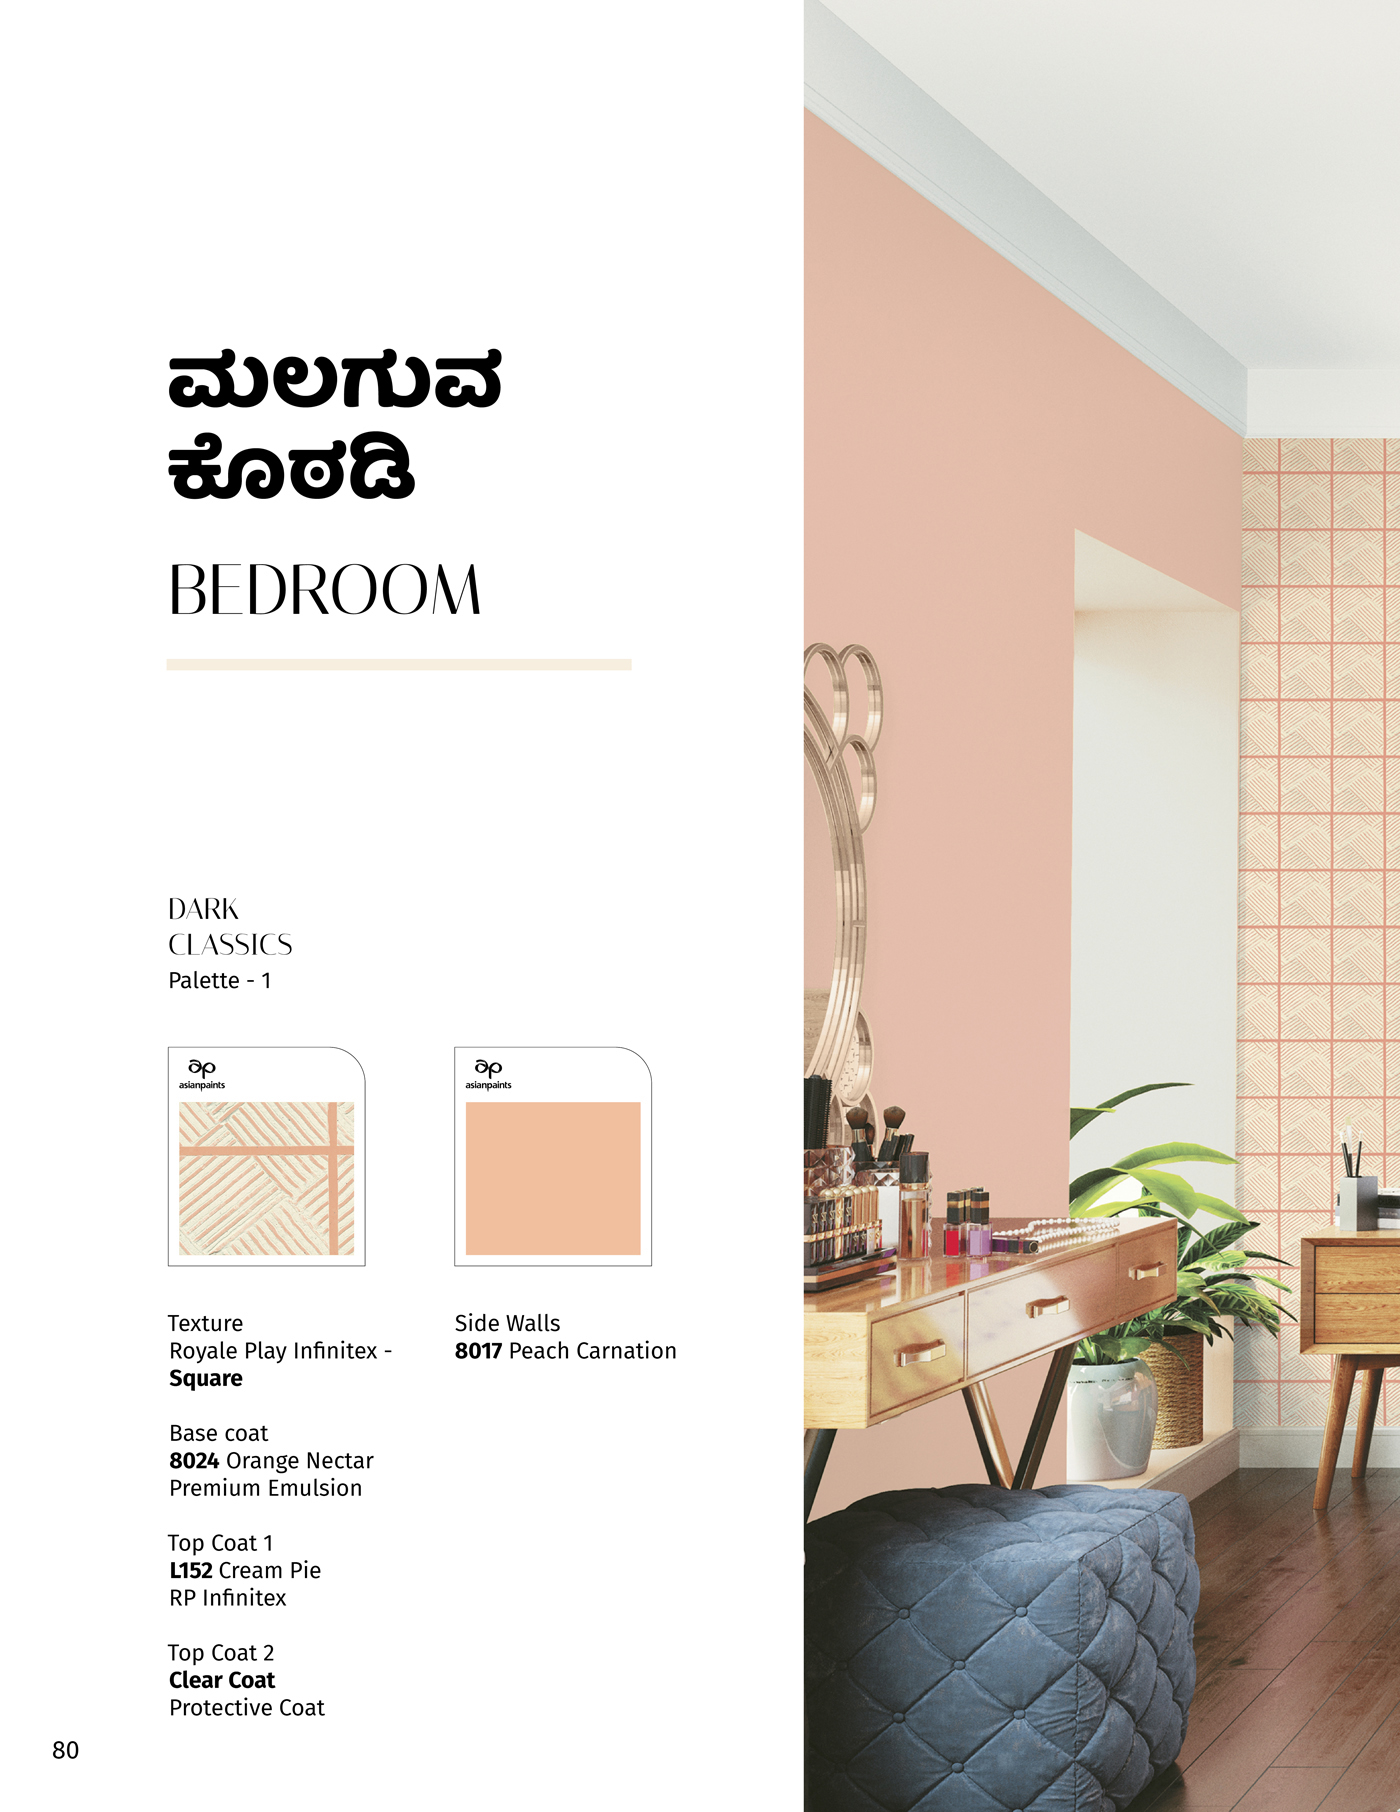 ಮಲಗುವ
ಕೊಠಡಿ
BEDROOM
DARK
CLASSICS
Palette - 1
asianpaints
asianpaints
Texture
Royale Play Infinitex -
Square
Base coat
8024 Orange Nectar
Premium Emulsion
Top Coat 1
L152 Cream Pie
RP Infinitex
Top Coat 2
Clear Coat
Protective Coat
Side Walls
8017 Peach Carnation
80